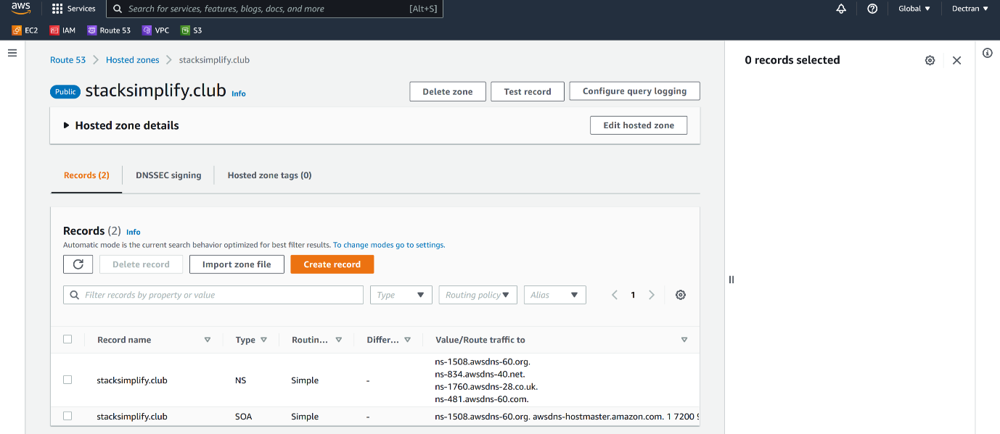 aws
Services
Search for services, features, blogs, docs, and more
[Alt+S]
Global
Dectran
EC2
IAM
Route 53
VPC
S3
Route 53
Hosted zones
stacksimplify.club
Public
stacksimplify.club
Info
Delete zone
Test record
Configure query logging
Hosted zone details
Edit hosted zone
Records (2)
DNSSEC signing
Hosted zone tags (0)
Records (2)
Info
Automatic mode is the current search behavior optimized for best filter results. To change modes go to settings.
Delete record
Import zone file
Create record
Filter records by property or value
Type
Routing policy
Alias
1
Record name
Type
Routin...
Differ...
Value/Route traffic to
stacksimplify.club
NS
Simple
-
ns-1508.awsdns-60.org.
ns-834.awsdns-40.net.
ns-1760.awsdns-28.co.uk.
ns-481.awsdns-60.com.
stacksimplify.club
SOA
Simple
-
ns-1508.awsdns-60.org. awsdns-hostmaster.amazon.com. 1 7200
0 records selected